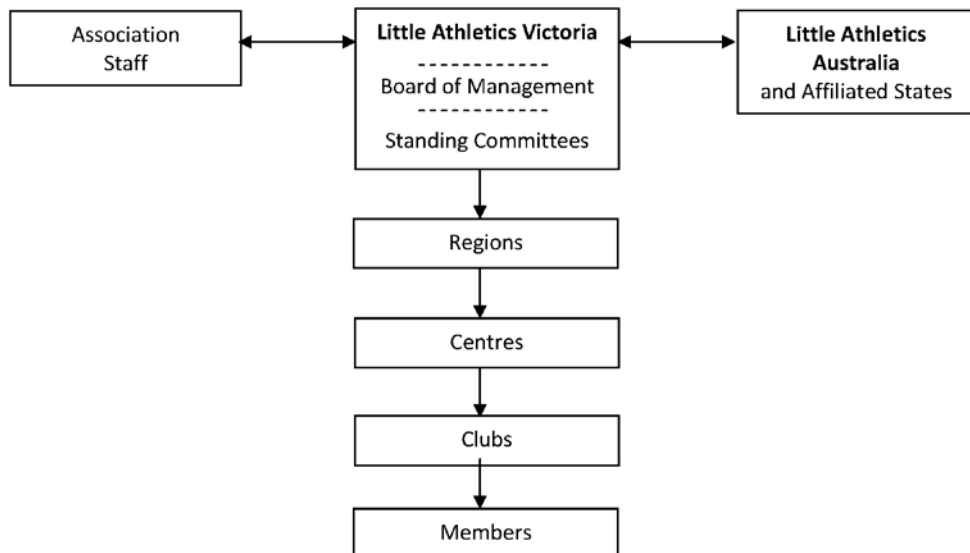 Association
Staff
Little Athletics Victoria
------------
Board of Management
------------
Standing Committees
Little Athletics
Australia
and Affiliated States
Regions
Centres
Clubs
Members